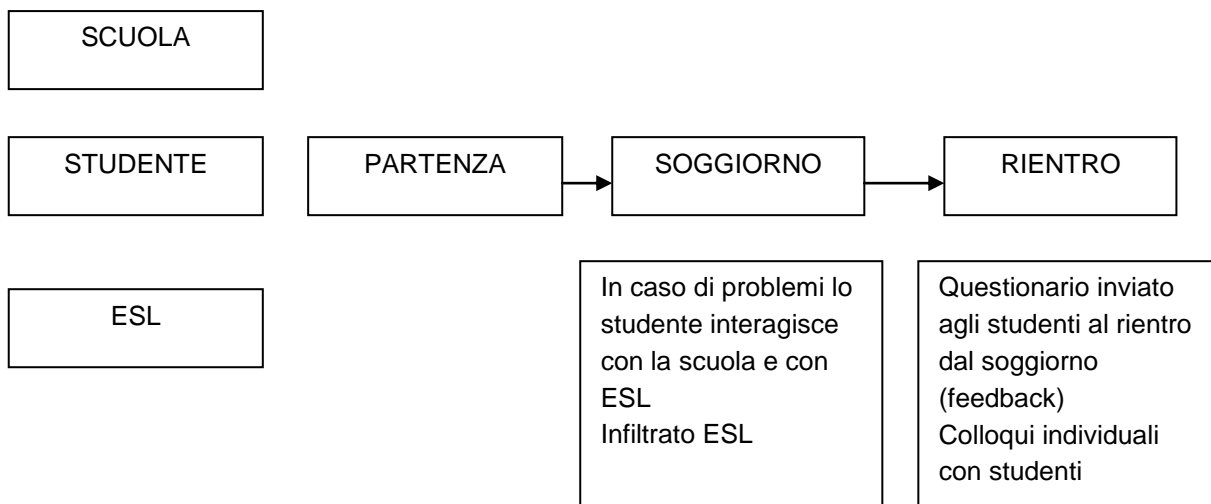 SCUOLA
STUDENTE
PARTENZA
SOGGIORNO
RIENTRO
ESL
In caso di problemi lo
studente interagisce
con la scuola e con
ESL
Infiltrato ESL
Questionario inviato
agli studenti al rientro
dal soggiorno
(feedback)
Colloqui individuali
con studenti